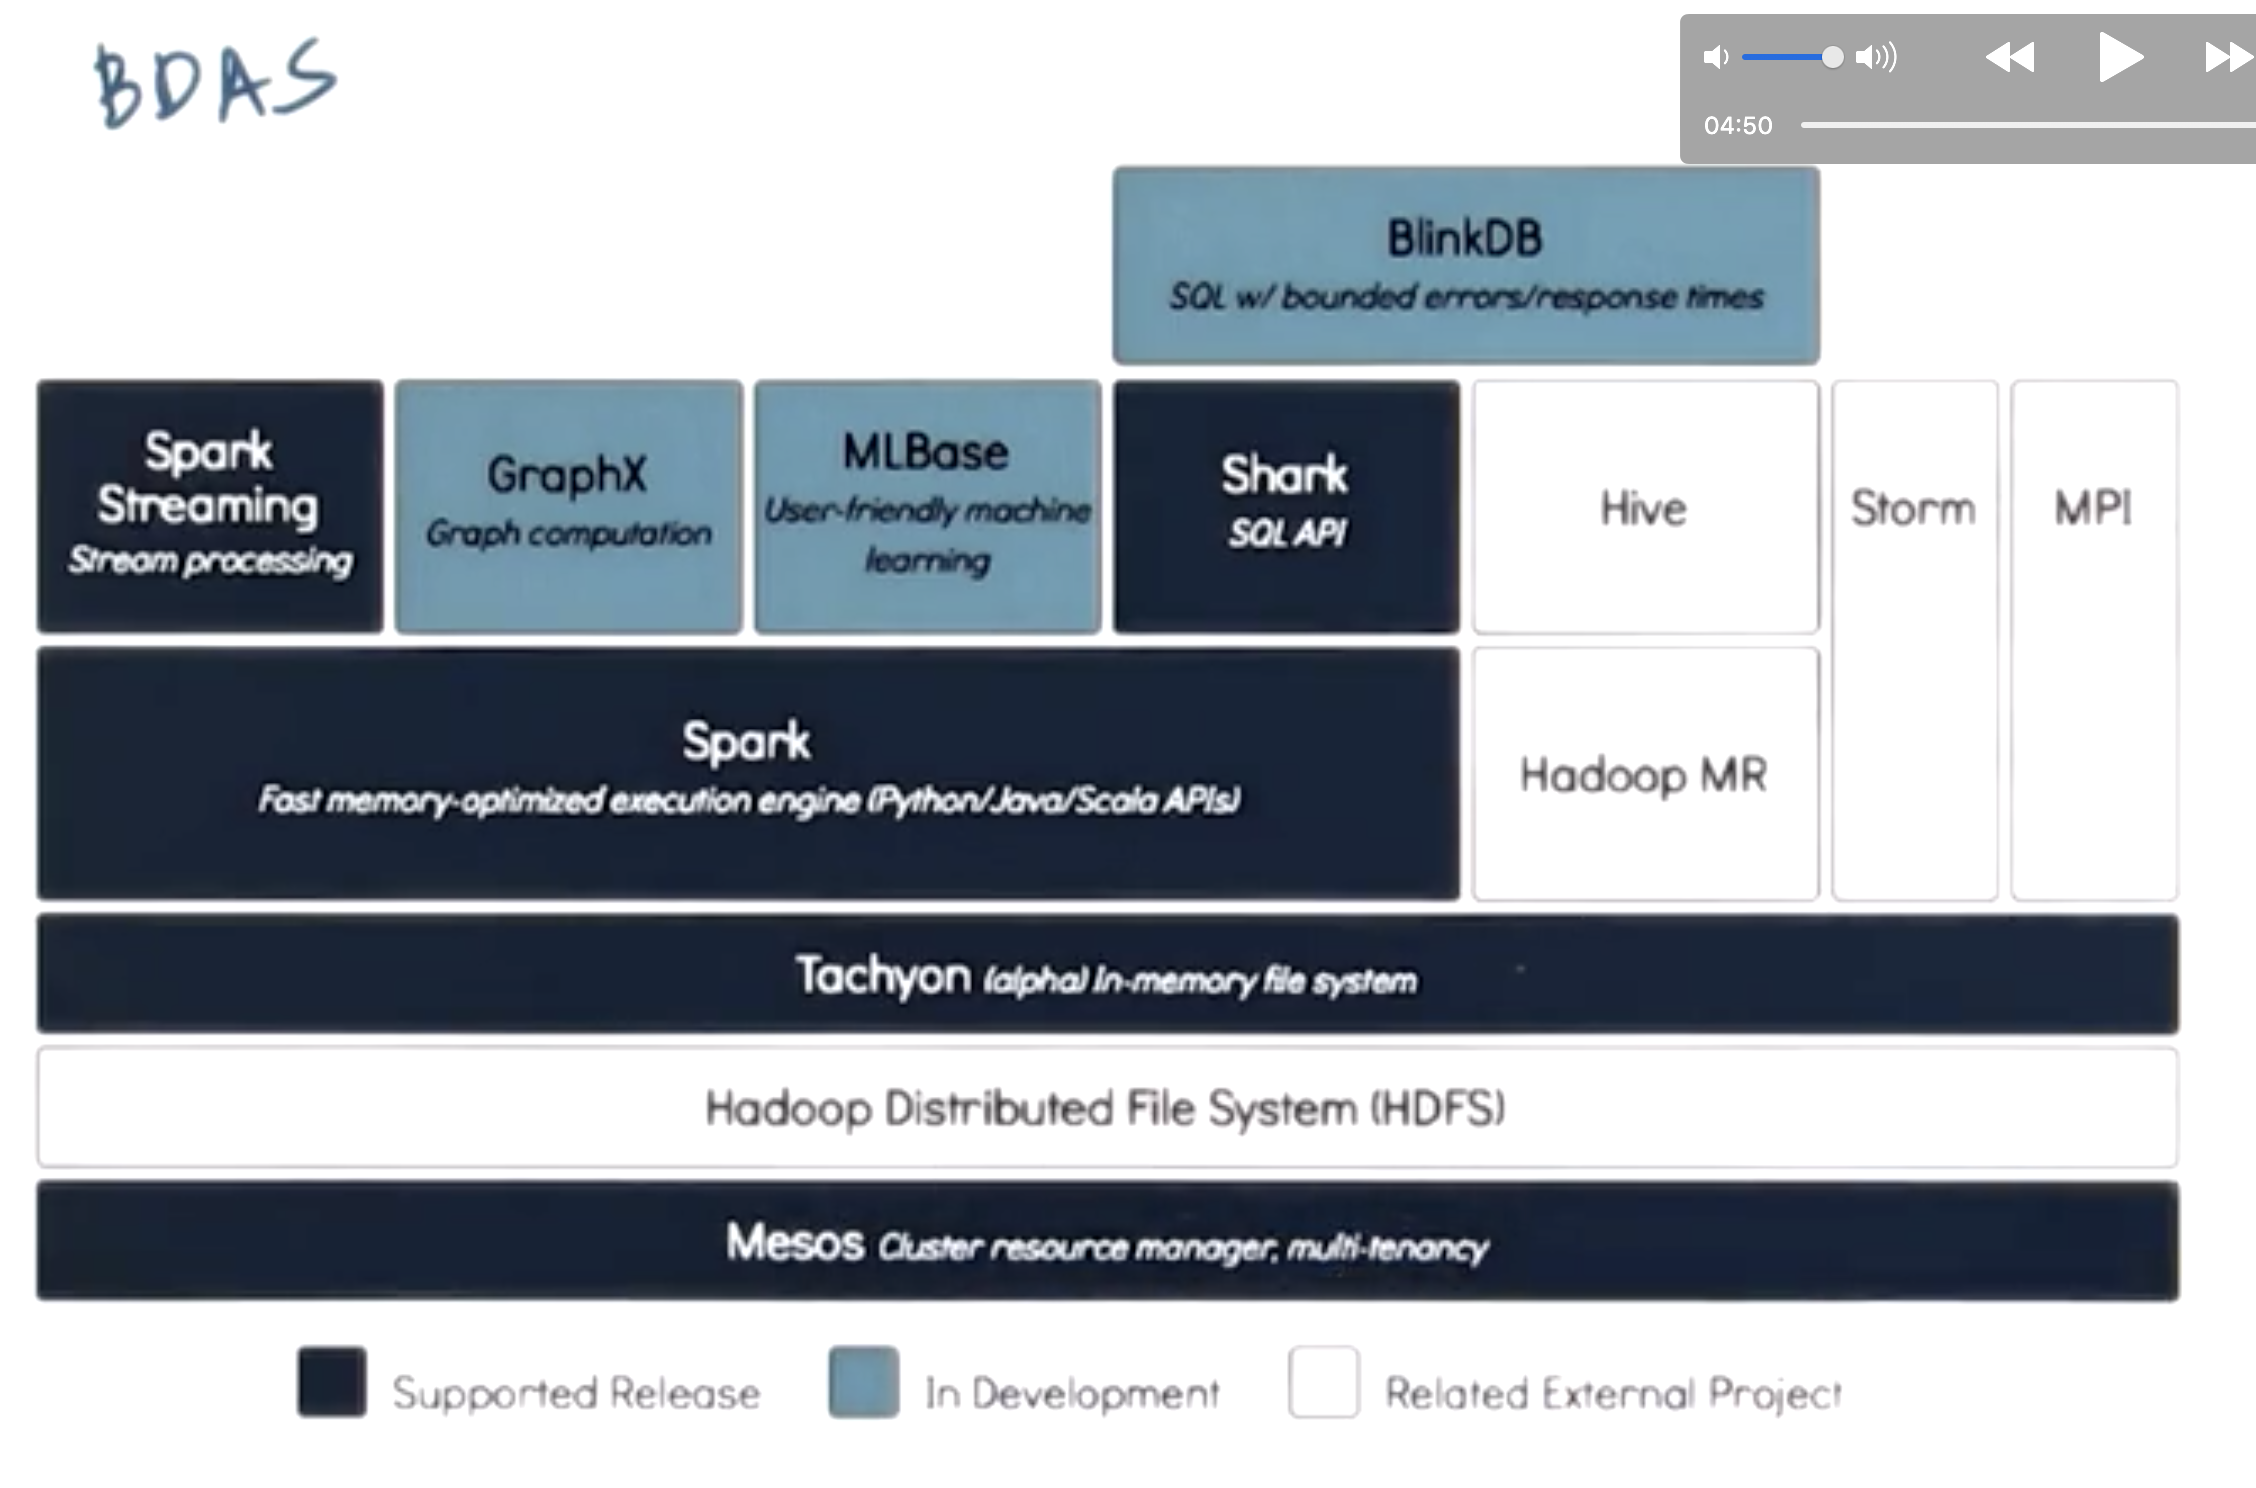 BDAS
04:50
BlinkDB
SQL w/ bounded errors/response times
Spark
Streaming
Stream processing
GraphX
Graph computation
MLBase
User-friendly machine
learning
Shark
SQL API
Hive
Storm
MPI
Spark
Fast memory-optimized execution engine (Python/Java/Scala APIs)
Hadoop MR
Tachyon (alpha) in-memory file system
Hadoop Distributed File System (HDFS)
Mesos Cluster resource manager, multi-tenancy
Supported Release
In Development
Related External Project